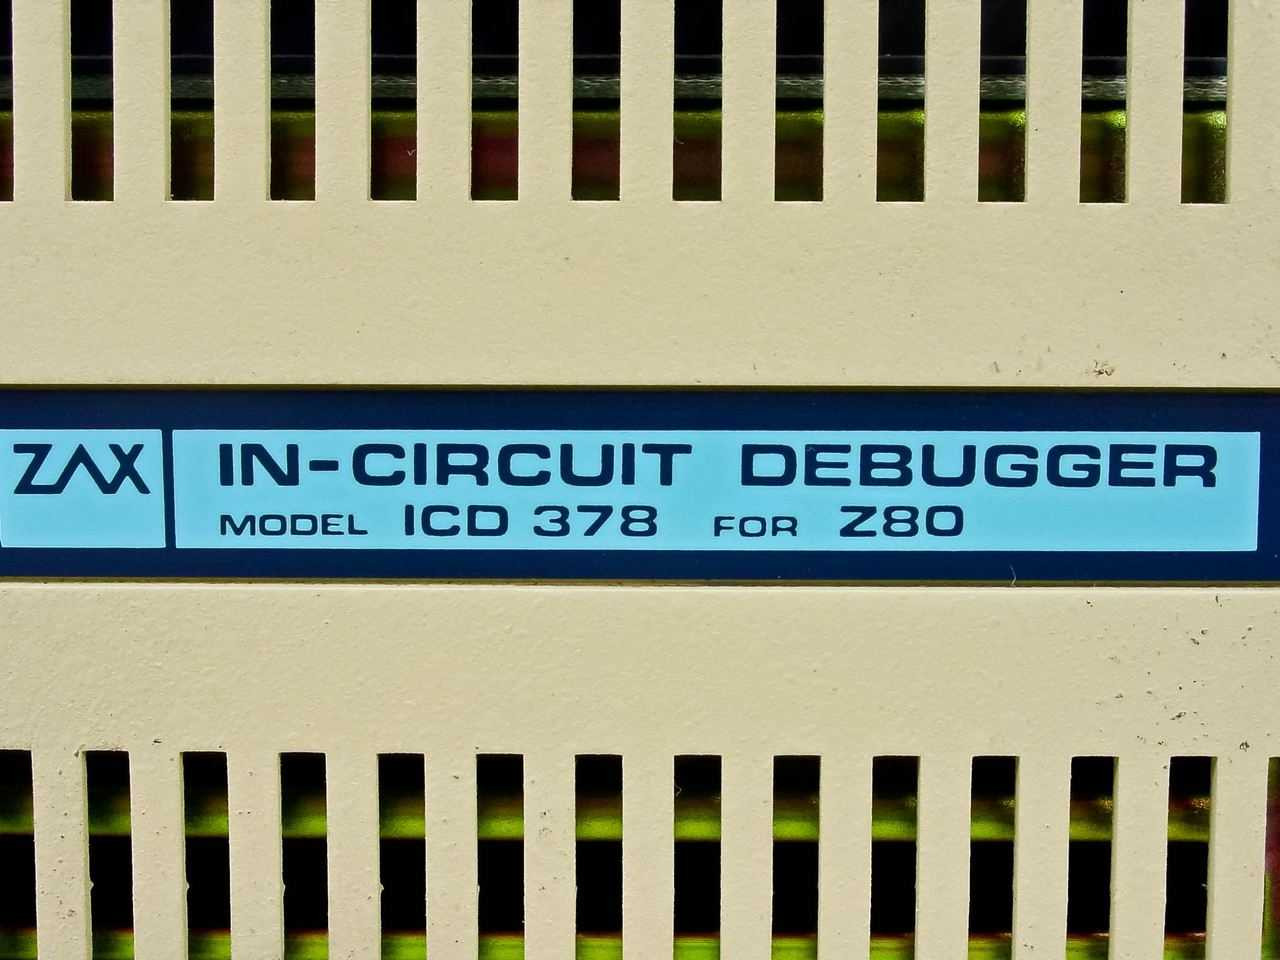 ZAX
IN-CIRCUIT DEBUGGER
MODEL ICD 378 FOR Z80